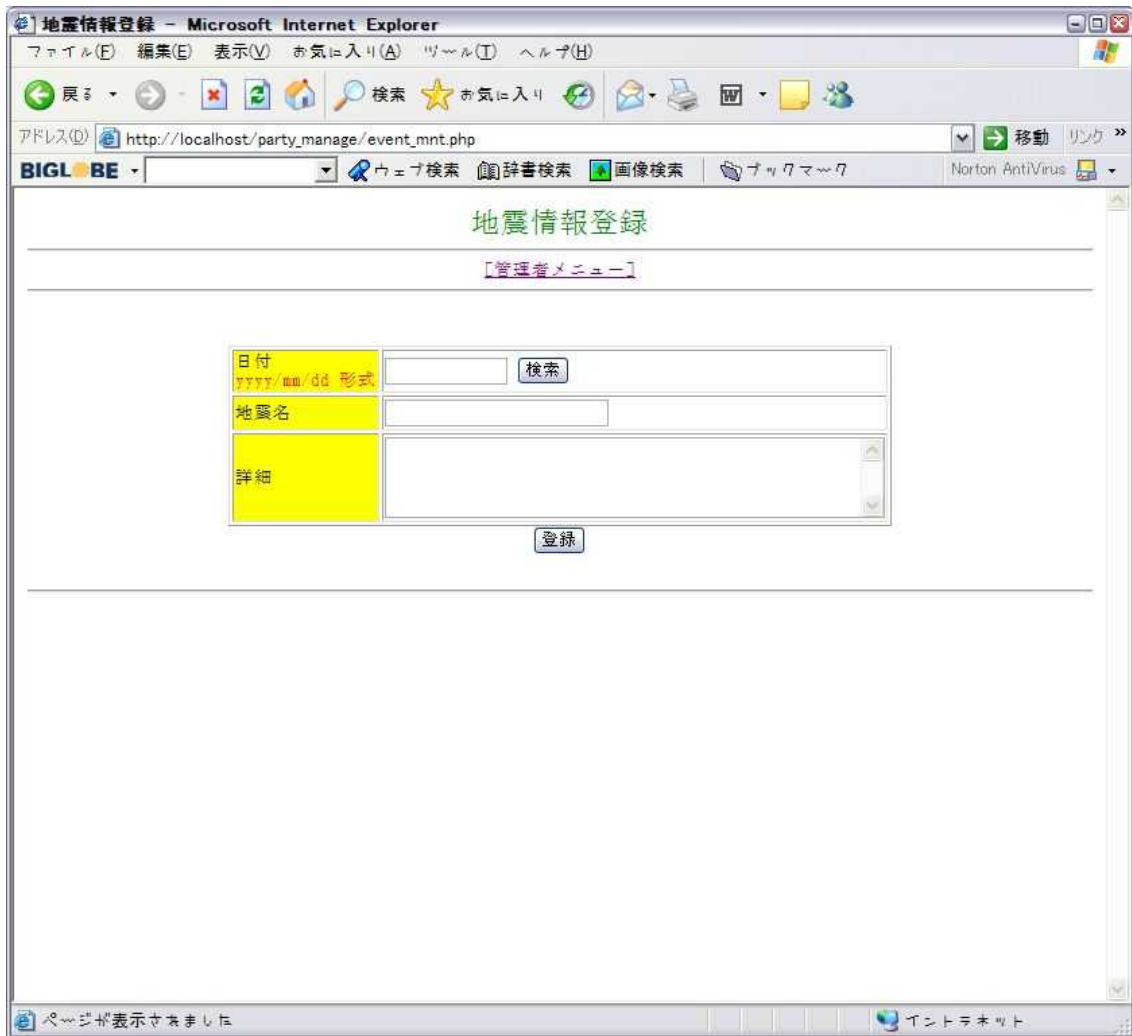 地震情報登録 - Microsoft Internet Explorer
ファイル(F) 編集(E) 表示(V) お気に入り(A) ツール(T) ヘルプ(H)
戻る 検索 お気に入り
アドレス(D) http://localhost/party_manage/event_mnt.php 移動 リンク »
BIGLOBE ウェブ検索 辞書検索 画像検索 ブックマーク Norton AntiVirus
地震情報登録
[管理者メニュー]
日付
yyyy/mm/dd 形式 検索
地震名
詳細
登録
ページが表示されました イントラネット